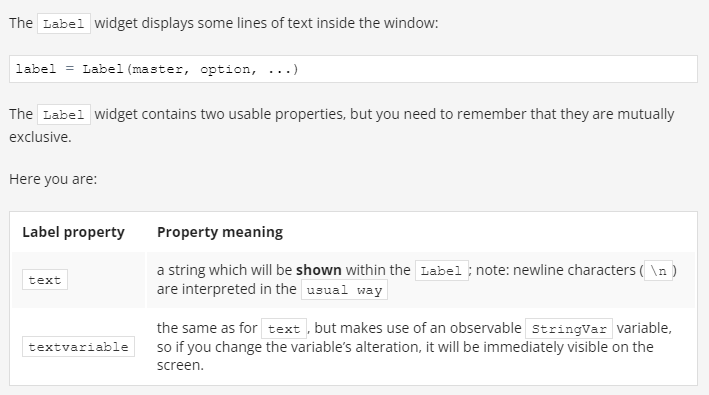 The Label widget displays some lines of text inside the window:
label = Label(master, option, ...)
The Label widget contains two usable properties, but you need to remember that they are mutually
exclusive.
Here you are:
Label property Property meaning
text
a string which will be shown within the Label ; note: newline characters ( \n )
are interpreted in the usual way
textvariable
the same as for text , but makes use of an observable StringVar variable,
so if you change the variable’s alteration, it will be immediately visible on the
screen.